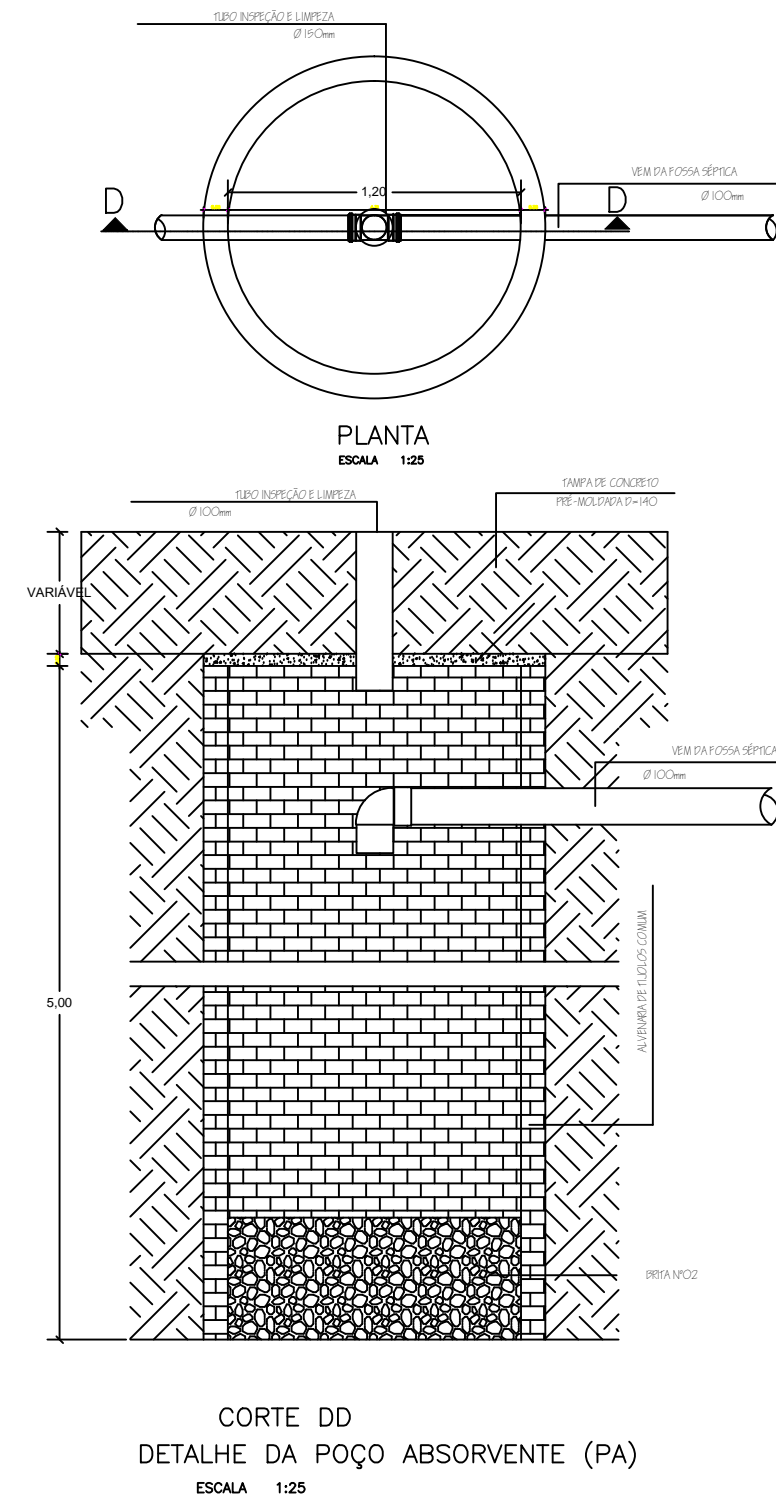 TUBO INSPEÇÃO E LIMPEZA
Ø 150mm
1,20
VEM DA FOSSA SÉPTICA
Ø 100mm
D
D
PLANTA
ESCALA 1:25
TUBO INSPEÇÃO E LIMPEZA
Ø 100mm
TAMPA DE CONCRETO
PRÉ-MOLDADA D=140
VARIÁVEL
VEM DA FOSSA SÉPTICA
Ø 100mm
5,00
ALVENARIA DE TIJOLOS COMUM
BRITA Nº02
CORTE DD
DETALHE DA POÇO ABSORVENTE (PA)
ESCALA 1:25